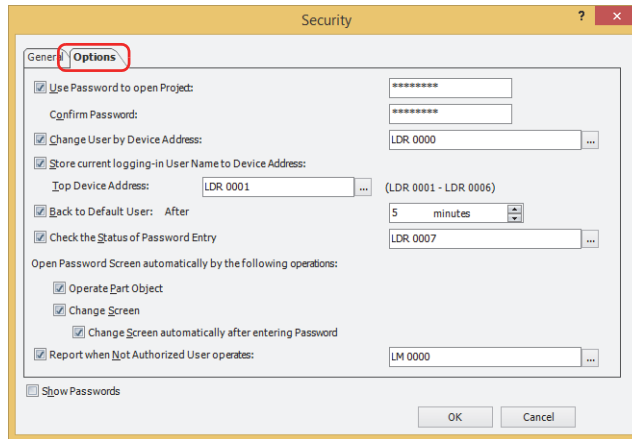 Security
? ×
General Options
Use Password to open Project: ********
Confirm Password: ********
Change User by Device Address: LDR 0000 ...
Store current logging-in User Name to Device Address:
Top Device Address: LDR 0001 ... (LDR 0001 - LDR 0006)
Back to Default User: After 5 minutes
Check the Status of Password Entry LDR 0007 ...
Open Password Screen automatically by the following operations:
Operate Part Object
Change Screen
Change Screen automatically after entering Password
Report when Not Authorized User operates: LM 0000 ...
Show Passwords
OK Cancel